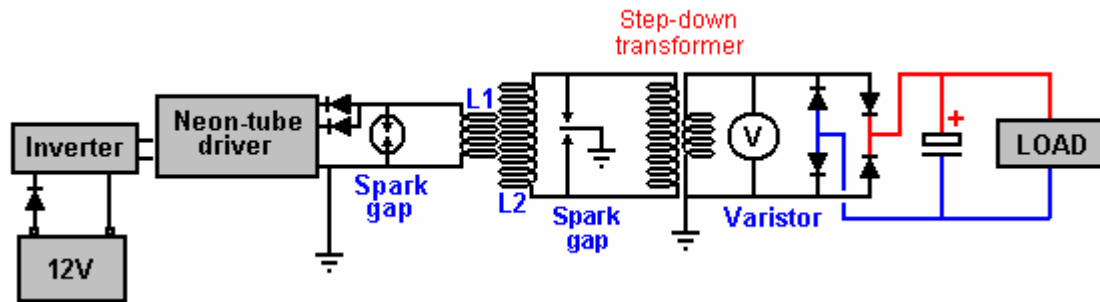 Step-down
transformer
L1
Neon-tube
driver
Inverter
V
+
LOAD
Spark
gap
L2
Spark
gap
Varistor
12V